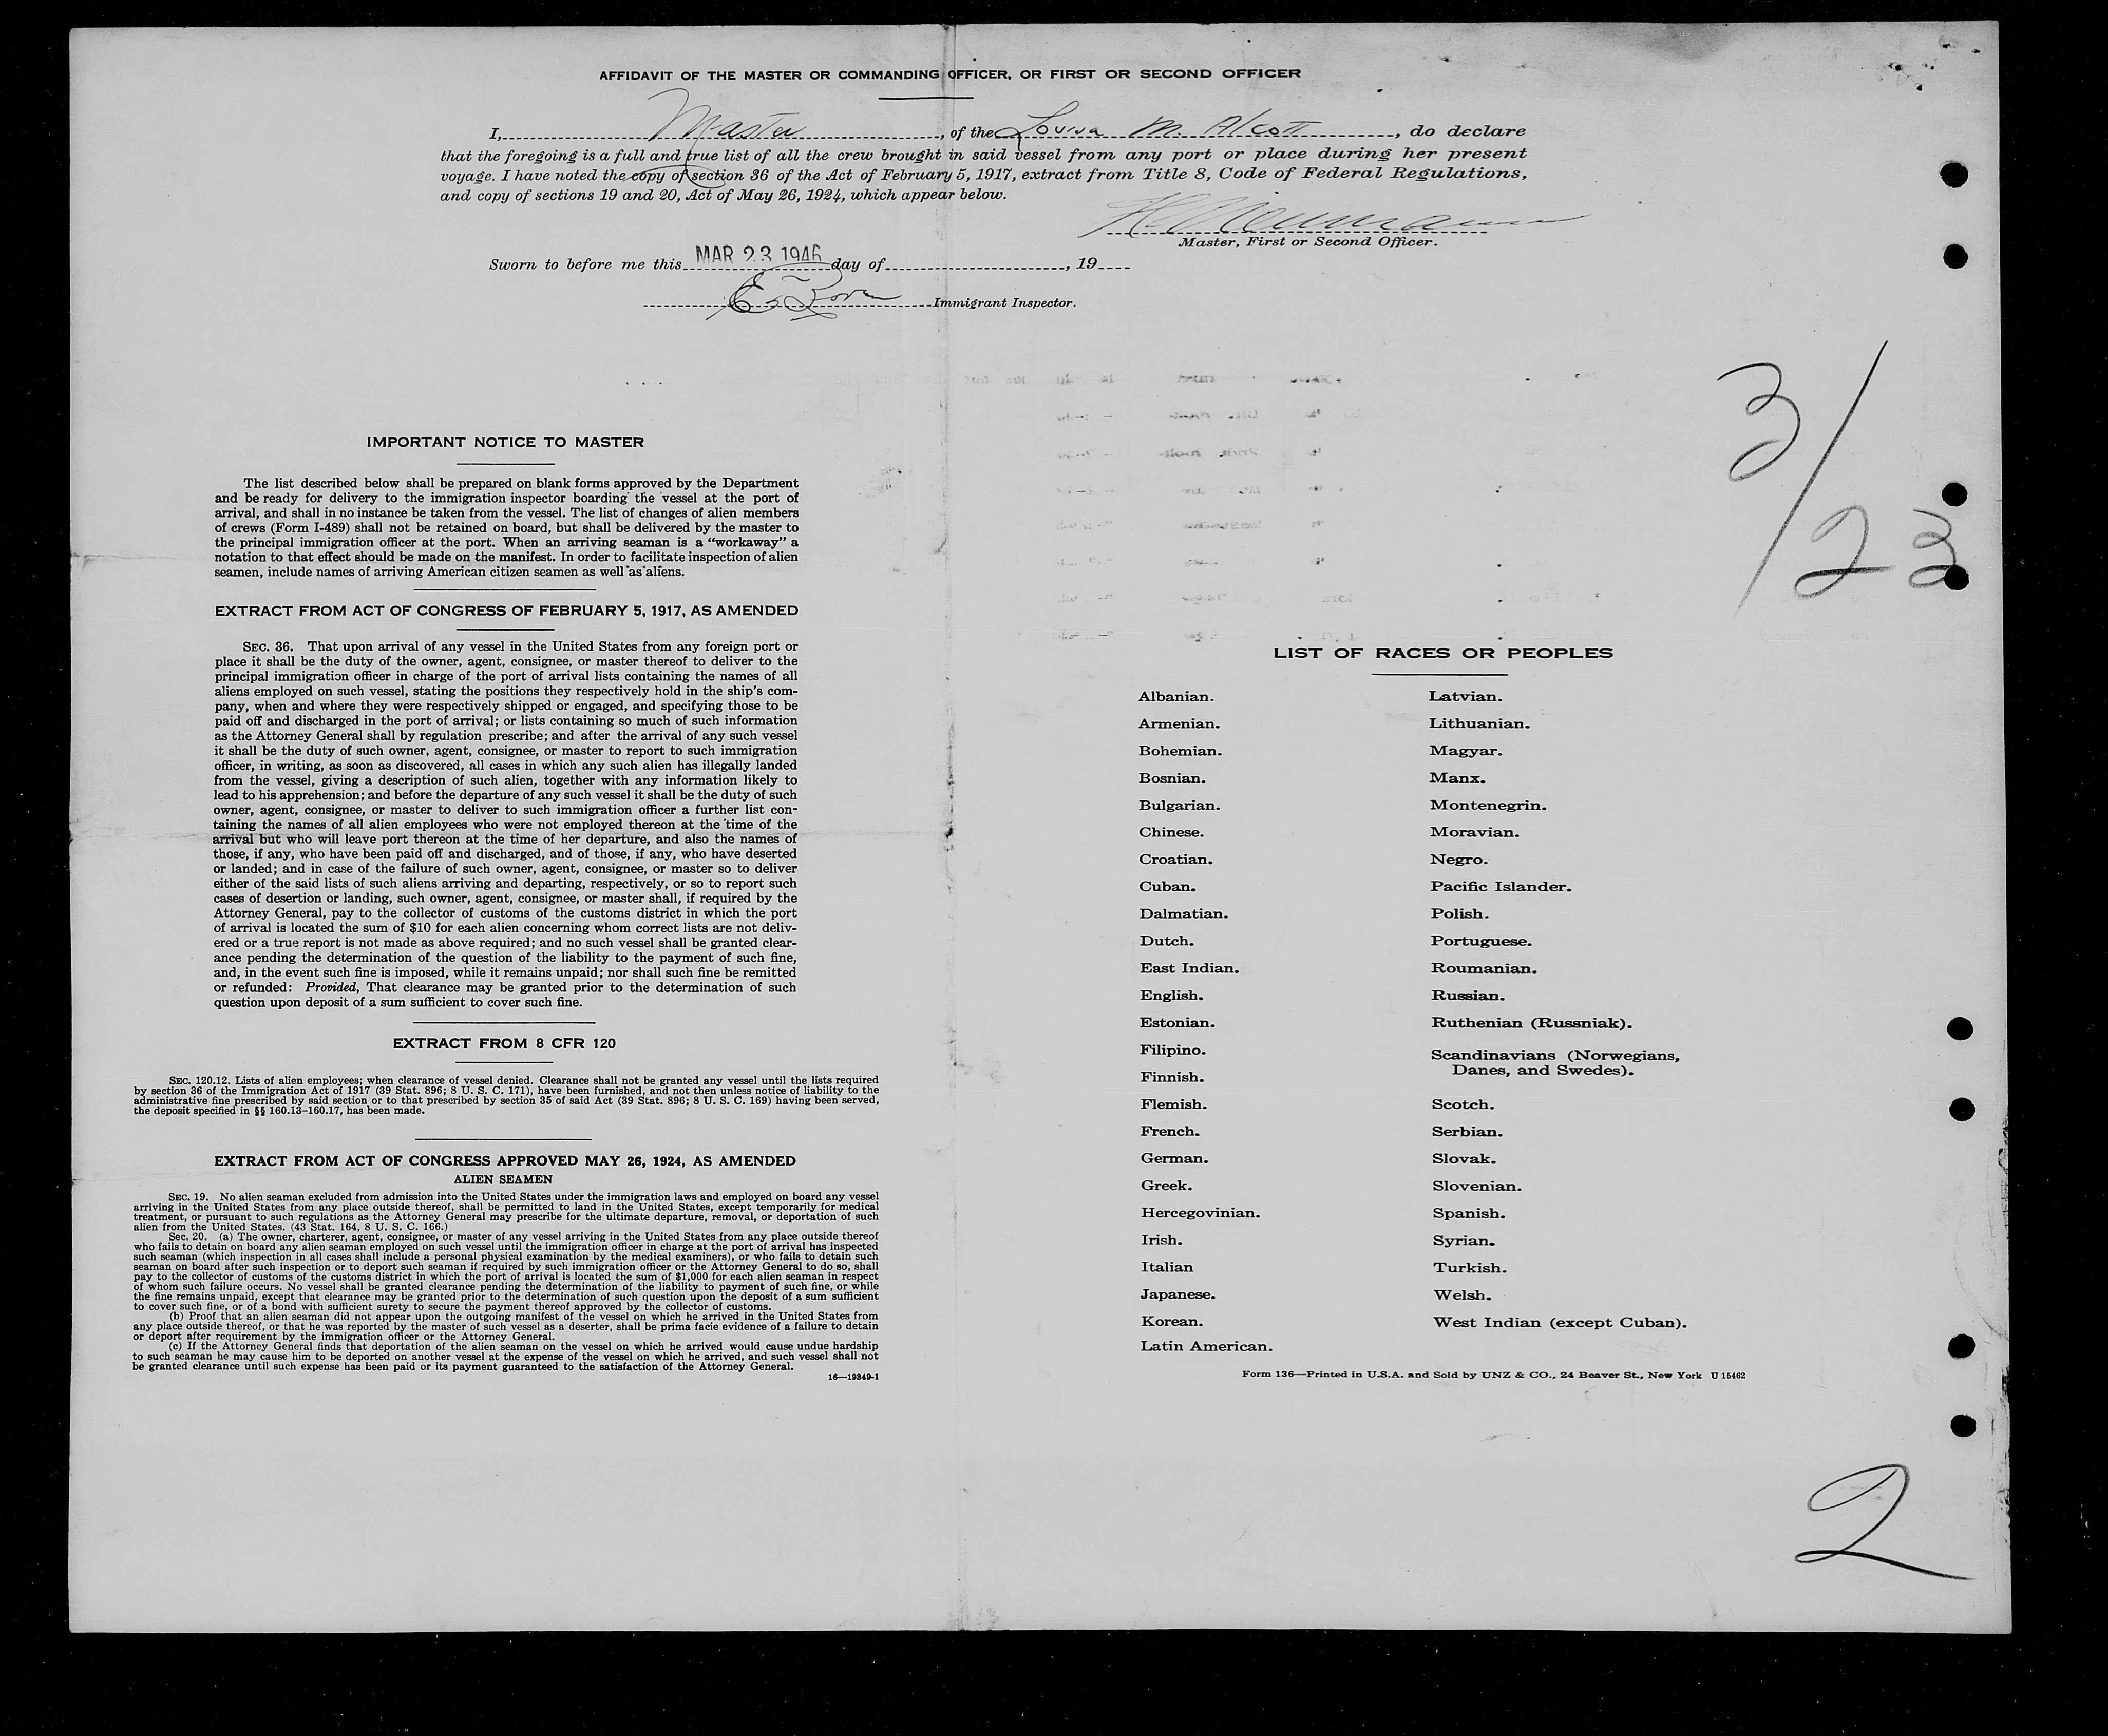 AFFIDAVIT OF THE MASTER OR COMMANDING OFFICER, OR FIRST OR SECOND OFFICER
I, Master, of the Louisa M. Alcott, do declare
that the foregoing is a full and true list of all the crew brought in said vessel from any port or place during her present
voyage. I have noted the copy of section 36 of the Act of February 5, 1917, extract from Title 8, Code of Federal Regulations,
and copy of sections 19 and 20, Act of May 26, 1924, which appear below.
Master, First or Second Officer.
Sworn to before me this MAR 23 1946 day of , 19
Immigrant Inspector.
3/23
IMPORTANT NOTICE TO MASTER
The list described below shall be prepared on blank forms approved by the Department
and be ready for delivery to the immigration inspector boarding the vessel at the port of
arrival, and shall in no instance be taken from the vessel. The list of changes of alien members
of crews (Form I-489) shall not be retained on board, but shall be delivered by the master to
the principal immigration officer at the port. When an arriving seaman is a "workaway" a
notation to that effect should be made on the manifest. In order to facilitate inspection of alien
seamen, include names of arriving American citizen seamen as well as aliens.
EXTRACT FROM ACT OF CONGRESS OF FEBRUARY 5, 1917, AS AMENDED
SEC. 36. That upon arrival of any vessel in the United States from any foreign port or
place it shall be the duty of the owner, agent, consignee, or master thereof to deliver to the
principal immigration officer in charge of the port of arrival lists containing the names of all
aliens employed on such vessel, stating the positions they respectively hold in the ship's com-
pany, when and where they were respectively shipped or engaged, and specifying those to be
paid off and discharged in the port of arrival; or lists containing so much of such information
as the Attorney General shall by regulation prescribe; and after the arrival of any such vessel
it shall be the duty of such owner, agent, consignee, or master to report to such immigration
officer, in writing, as soon as discovered, all cases in which any such alien has illegally landed
from the vessel, giving a description of such alien, together with any information likely to
lead to his apprehension; and before the departure of any such vessel it shall be the duty of such
owner, agent, consignee, or master to deliver to such immigration officer a further list con-
taining the names of all alien employees who were not employed thereon at the time of the
arrival but who will leave port thereon at the time of her departure, and also the names of
those, if any, who have been paid off and discharged, and of those, if any, who have deserted
or landed; and in case of the failure of such owner, agent, consignee, or master so to deliver
either of the said lists of such aliens arriving and departing, respectively, or so to report such
cases of desertion or landing, such owner, agent, consignee, or master shall, if required by the
Attorney General, pay to the collector of customs of the customs district in which the port
of arrival is located the sum of $10 for each alien concerning whom correct lists are not deliv-
ered or a true report is not made as above required; and no such vessel shall be granted clear-
ance pending the determination of the question of the liability to the payment of such fine,
and, in the event such fine is imposed, while it remains unpaid; nor shall such fine be remitted
or refunded: Provided, That clearance may be granted prior to the determination of such
question upon deposit of a sum sufficient to cover such fine.
EXTRACT FROM 8 CFR 120
SEC. 120.12. Lists of alien employees; when clearance of vessel denied. Clearance shall not be granted any vessel until the lists required
by section 36 of the Immigration Act of 1917 (39 Stat. 896; 8 U. S. C. 171), have been furnished, and not then unless notice of liability to the
administrative fine prescribed by said section or to that prescribed by section 35 of said Act (39 Stat. 896; 8 U. S. C. 169) having been served,
the deposit specified in §§ 160.13–160.17, has been made.
EXTRACT FROM ACT OF CONGRESS APPROVED MAY 26, 1924, AS AMENDED
ALIEN SEAMEN
SEC. 19. No alien seaman excluded from admission into the United States under the immigration laws and employed on board any vessel
arriving in the United States from any place outside thereof, shall be permitted to land in the United States, except temporarily for medical
treatment, or pursuant to such regulations as the Attorney General may prescribe for the ultimate departure, removal, or deportation of such
alien from the United States. (43 Stat. 164, 8 U. S. C. 166.)
Sec. 20. (a) The owner, charterer, agent, consignee, or master of any vessel arriving in the United States from any place outside thereof
who fails to detain on board any alien seaman employed on such vessel until the immigration officer in charge at the port of arrival has inspected
such seaman (which inspection in all cases shall include a personal physical examination by the medical examiners), or who fails to detain such
seaman on board after such inspection or to deport such seaman if required by such immigration officer or the Attorney General to do so, shall
pay to the collector of customs of the customs district in which the port of arrival is located the sum of $1,000 for each alien seaman in respect
of whom such failure occurs. No vessel shall be granted clearance pending the determination of the liability to payment of such fine, or while
the fine remains unpaid, except that clearance may be granted prior to the determination of such question upon the deposit of a sum sufficient
to cover such fine, or of a bond with sufficient surety to secure the payment thereof approved by the collector of customs.
(b) Proof that an alien seaman did not appear upon the outgoing manifest of the vessel on which he arrived in the United States from
any place outside thereof, or that he was reported by the master of such vessel as a deserter, shall be prima facie evidence of a failure to detain
or deport after requirement by the immigration officer or the Attorney General.
(c) If the Attorney General finds that deportation of the alien seaman on the vessel on which he arrived would cause undue hardship
to such seaman he may cause him to be deported on another vessel at the expense of the vessel on which he arrived, and such vessel shall not
be granted clearance until such expense has been paid or its payment guaranteed to the satisfaction of the Attorney General.
16—19349-1
LIST OF RACES OR PEOPLES
Albanian.
Armenian.
Bohemian.
Bosnian.
Bulgarian.
Chinese.
Croatian.
Cuban.
Dalmatian.
Dutch.
East Indian.
English.
Estonian.
Filipino.
Finnish.
Flemish.
French.
German.
Greek.
Hercegovinian.
Irish.
Italian
Japanese.
Korean.
Latin American.
Latvian.
Lithuanian.
Magyar.
Manx.
Montenegrin.
Moravian.
Negro.
Pacific Islander.
Polish.
Portuguese.
Roumanian.
Russian.
Ruthenian (Russniak).
Scandinavians (Norwegians,
Danes, and Swedes).
Scotch.
Serbian.
Slovak.
Slovenian.
Spanish.
Syrian.
Turkish.
Welsh.
West Indian (except Cuban).
Form 136—Printed in U.S.A. and Sold by UNZ & CO., 24 Beaver St., New York U 15462
2